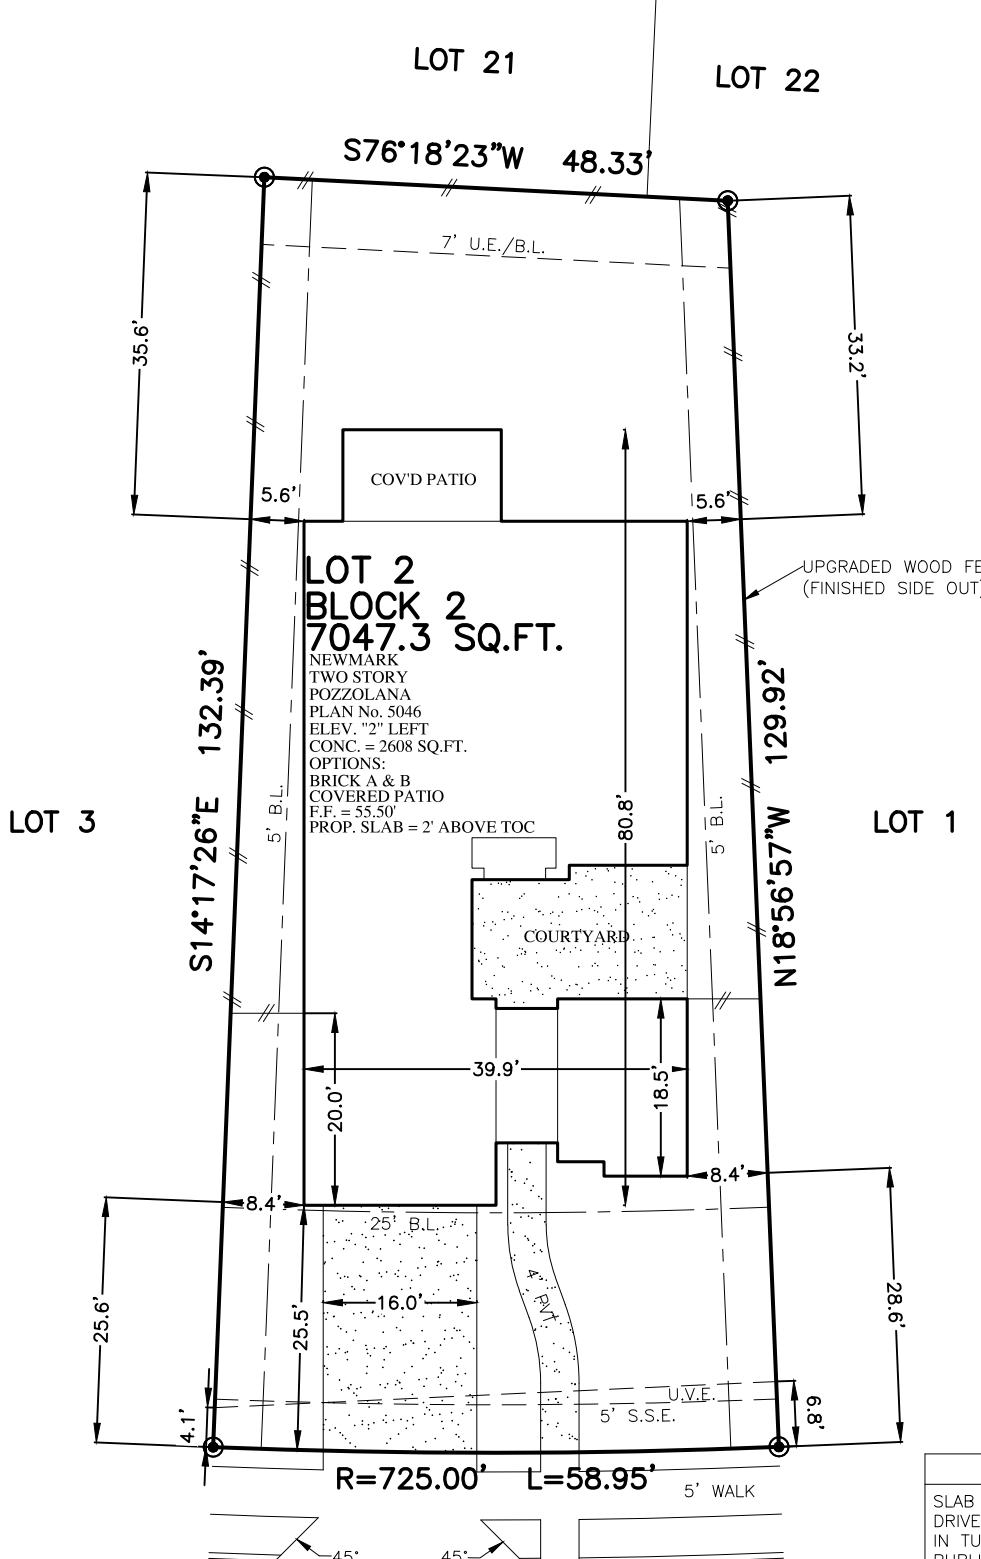 LOT 21
LOT 22
S76°18'23"W 48.33'
7' U.E./B.L.
35.6'
33.2'
COV'D PATIO
5.6'
5.6'
UPGRADED WOOD
(FINISHED SIDE OUT)
LOT 2
BLOCK 2
7047.3 SQ.FT.
NEWMARK
TWO STORY
POZZOLANA
PLAN No. 5046
ELEV. "2" LEFT
CONC. = 2608 SQ.FT.
OPTIONS:
BRICK A & B
COVERED PATIO
F.F. = 55.50'
PROP. SLAB = 2' ABOVE TOC
S14°17'26"E 132.39'
N18°56'57"W 129.92'
LOT 3
LOT 1
5' B.L.
5' B.L.
80.8'
COURTYARD
39.9'
20.0'
18.5'
8.4'
8.4'
25' B.L.
16.0'
4' PVT
25.6'
25.5'
28.6'
U.V.E.
5' S.S.E.
4.1'
6.8'
R=725.00' L=58.95'
5' WALK
45°
45°
SLAB
IN